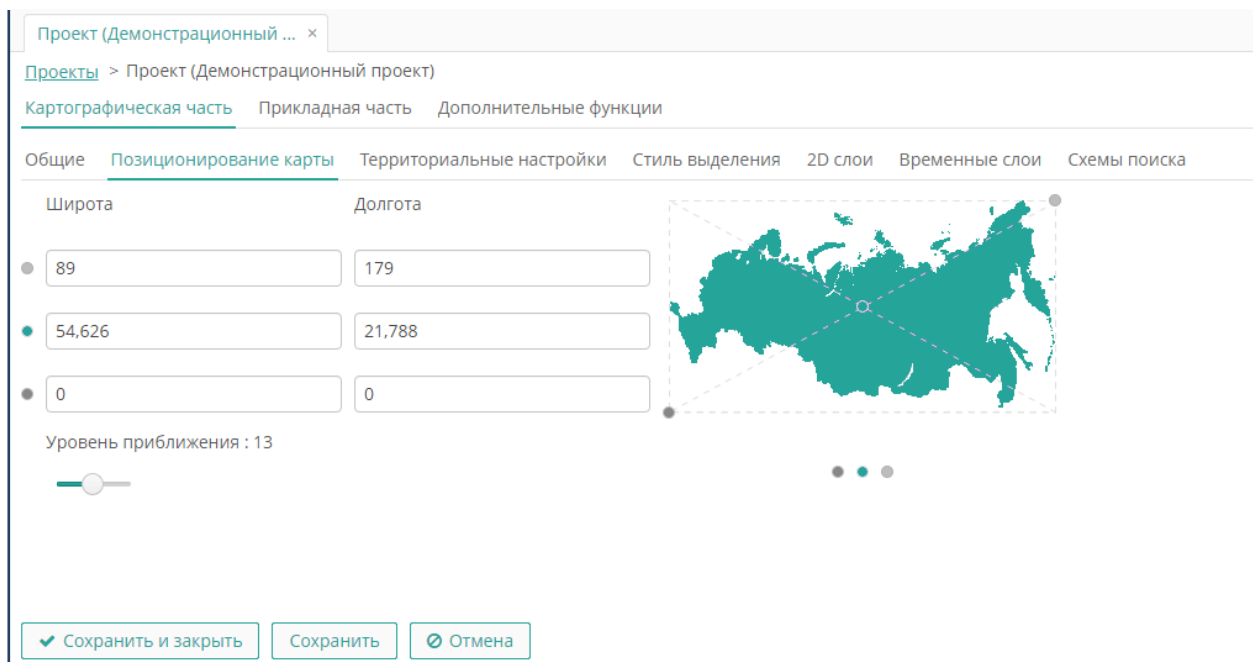 Проект (Демонстрационный ... ×
Проекты > Проект (Демонстрационный проект)
Картографическая часть Прикладная часть Дополнительные функции
Общие Позиционирование карты Территориальные настройки Стиль выделения 2D слои Временные слои Схемы поиска
Широта Долгота
89 179
54,626 21,788
0 0
Уровень приближения : 13
Сохранить и закрыть Сохранить Отмена